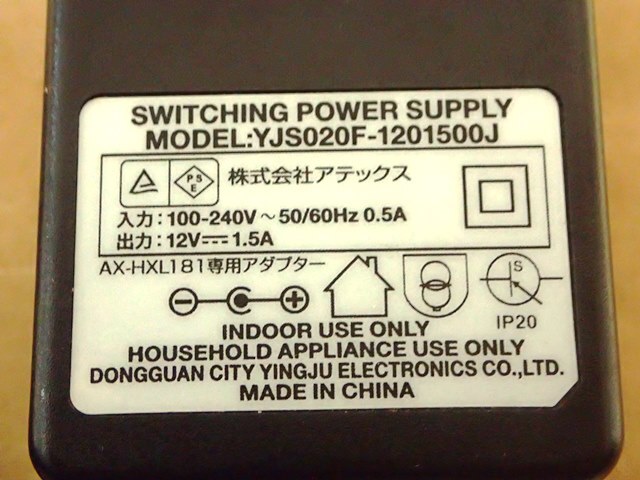 SWITCHING POWER SUPPLY
MODEL:YJS020F-1201500J
PS
E
株式会社アテックス
入力：100-240V～50/60Hz 0.5A
出力：12V⎓1.5A
AX-HXL181専用アダプター
S
IP20
INDOOR USE ONLY
HOUSEHOLD APPLIANCE USE ONLY
DONGGUAN CITY YINGJU ELECTRONICS CO.,LTD.
MADE IN CHINA